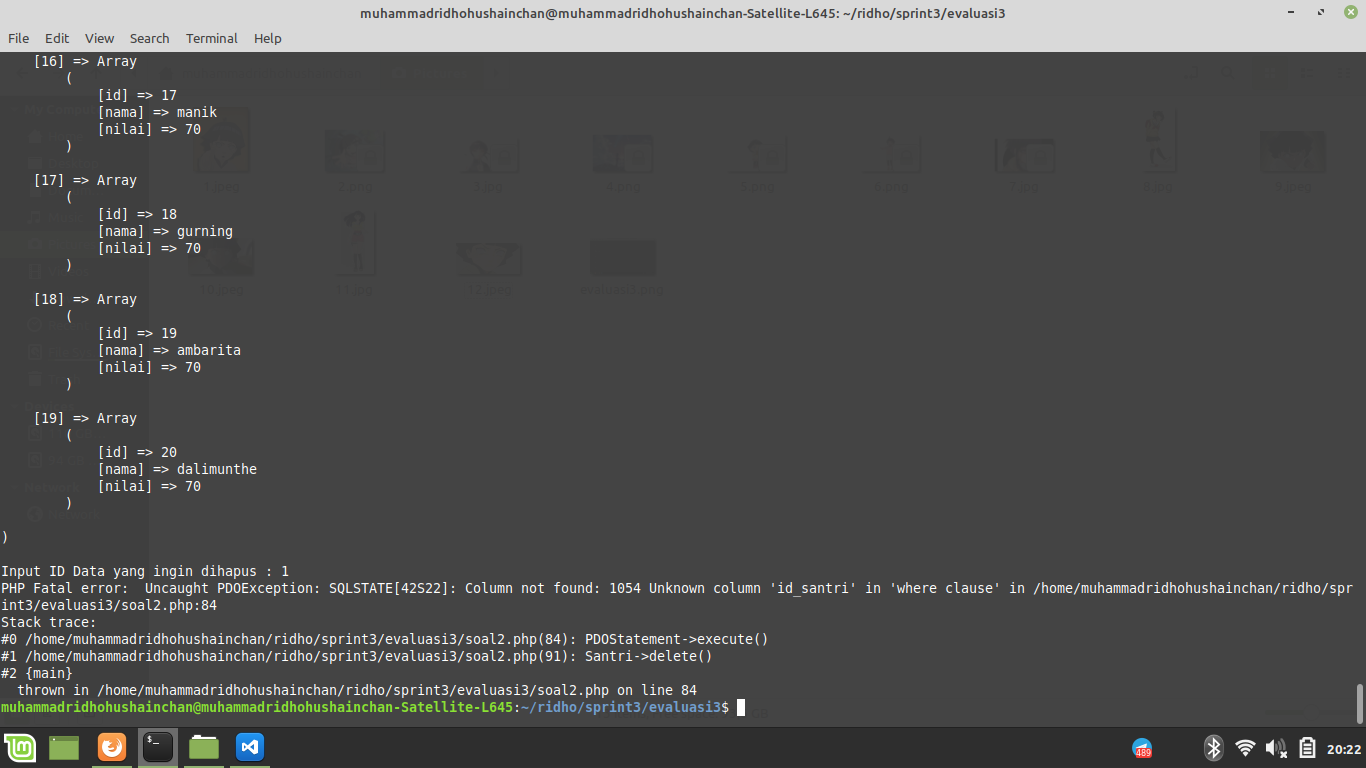 muhammadridhohushainchan@muhammadridhohushainchan-Satellite-L645: ~/ridho/sprint3/evaluasi3
File Edit View Search Terminal Help
[16] => Array
(
[id] => 17
[nama] => manik
[nilai] => 70
)
[17] => Array
(
[id] => 18
[nama] => gurning
[nilai] => 70
)
[18] => Array
(
[id] => 19
[nama] => ambarita
[nilai] => 70
)
[19] => Array
(
[id] => 20
[nama] => dalimunthe
[nilai] => 70
)
)
Input ID Data yang ingin dihapus : 1
PHP Fatal error:  Uncaught PDOException: SQLSTATE[42S22]: Column not found: 1054 Unknown column 'id_santri' in 'where clause' in /home/muhammadridhohushainchan/ridho/spr
int3/evaluasi3/soal2.php:84
Stack trace:
#0 /home/muhammadridhohushainchan/ridho/sprint3/evaluasi3/soal2.php(84): PDOStatement->execute()
#1 /home/muhammadridhohushainchan/ridho/sprint3/evaluasi3/soal2.php(91): Santri->delete()
#2 {main}
thrown in /home/muhammadridhohushainchan/ridho/sprint3/evaluasi3/soal2.php on line 84
muhammadridhohushainchan@muhammadridhohushainchan-Satellite-L645:~/ridho/sprint3/evaluasi3$
489
20:22